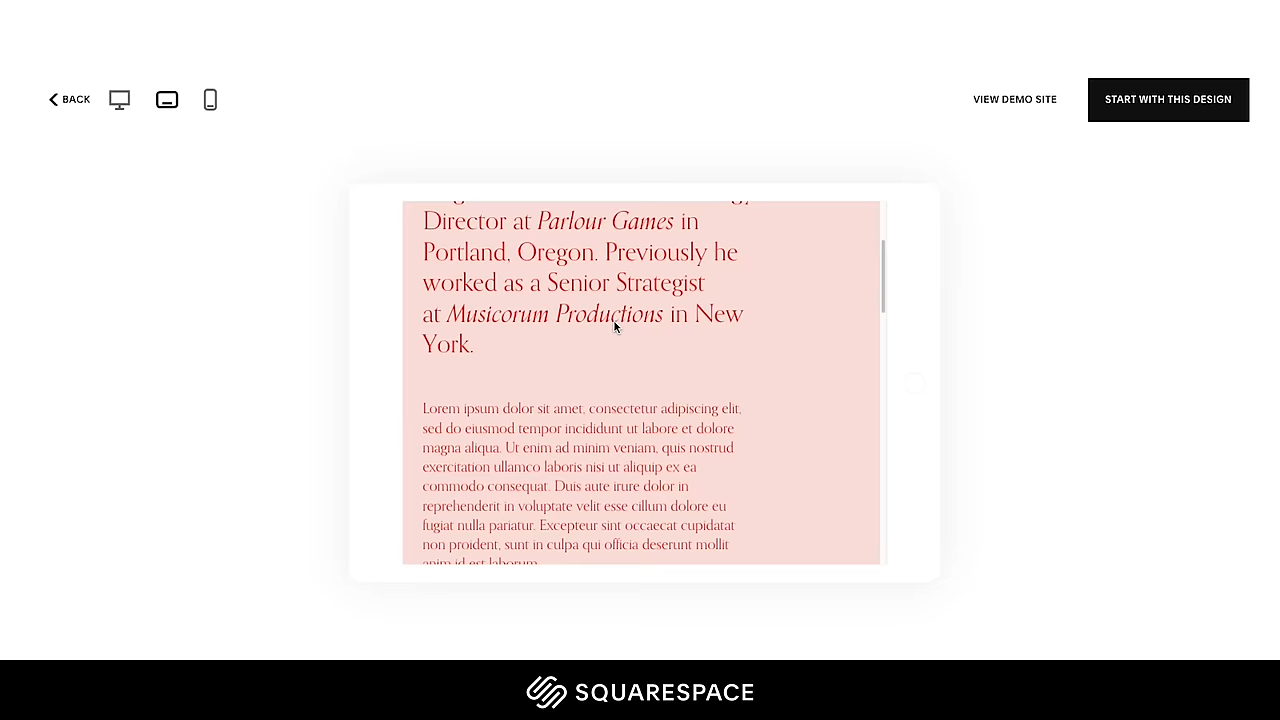 BACK
VIEW DEMO SITE
START WITH THIS DESIGN
Director at Parlour Games in
Portland, Oregon. Previously he
worked as a Senior Strategist
at Musicorum Productions in New
York.
Lorem ipsum dolor sit amet, consectetur adipiscing elit,
sed do eiusmod tempor incididunt ut labore et dolore
magna aliqua. Ut enim ad minim veniam, quis nostrud
exercitation ullamco laboris nisi ut aliquip ex ea
commodo consequat. Duis aute irure dolor in
reprehenderit in voluptate velit esse cillum dolore eu
fugiat nulla pariatur. Excepteur sint occaecat cupidatat
non proident, sunt in culpa qui officia deserunt mollit
anim id est laborum.
SQUARESPACE